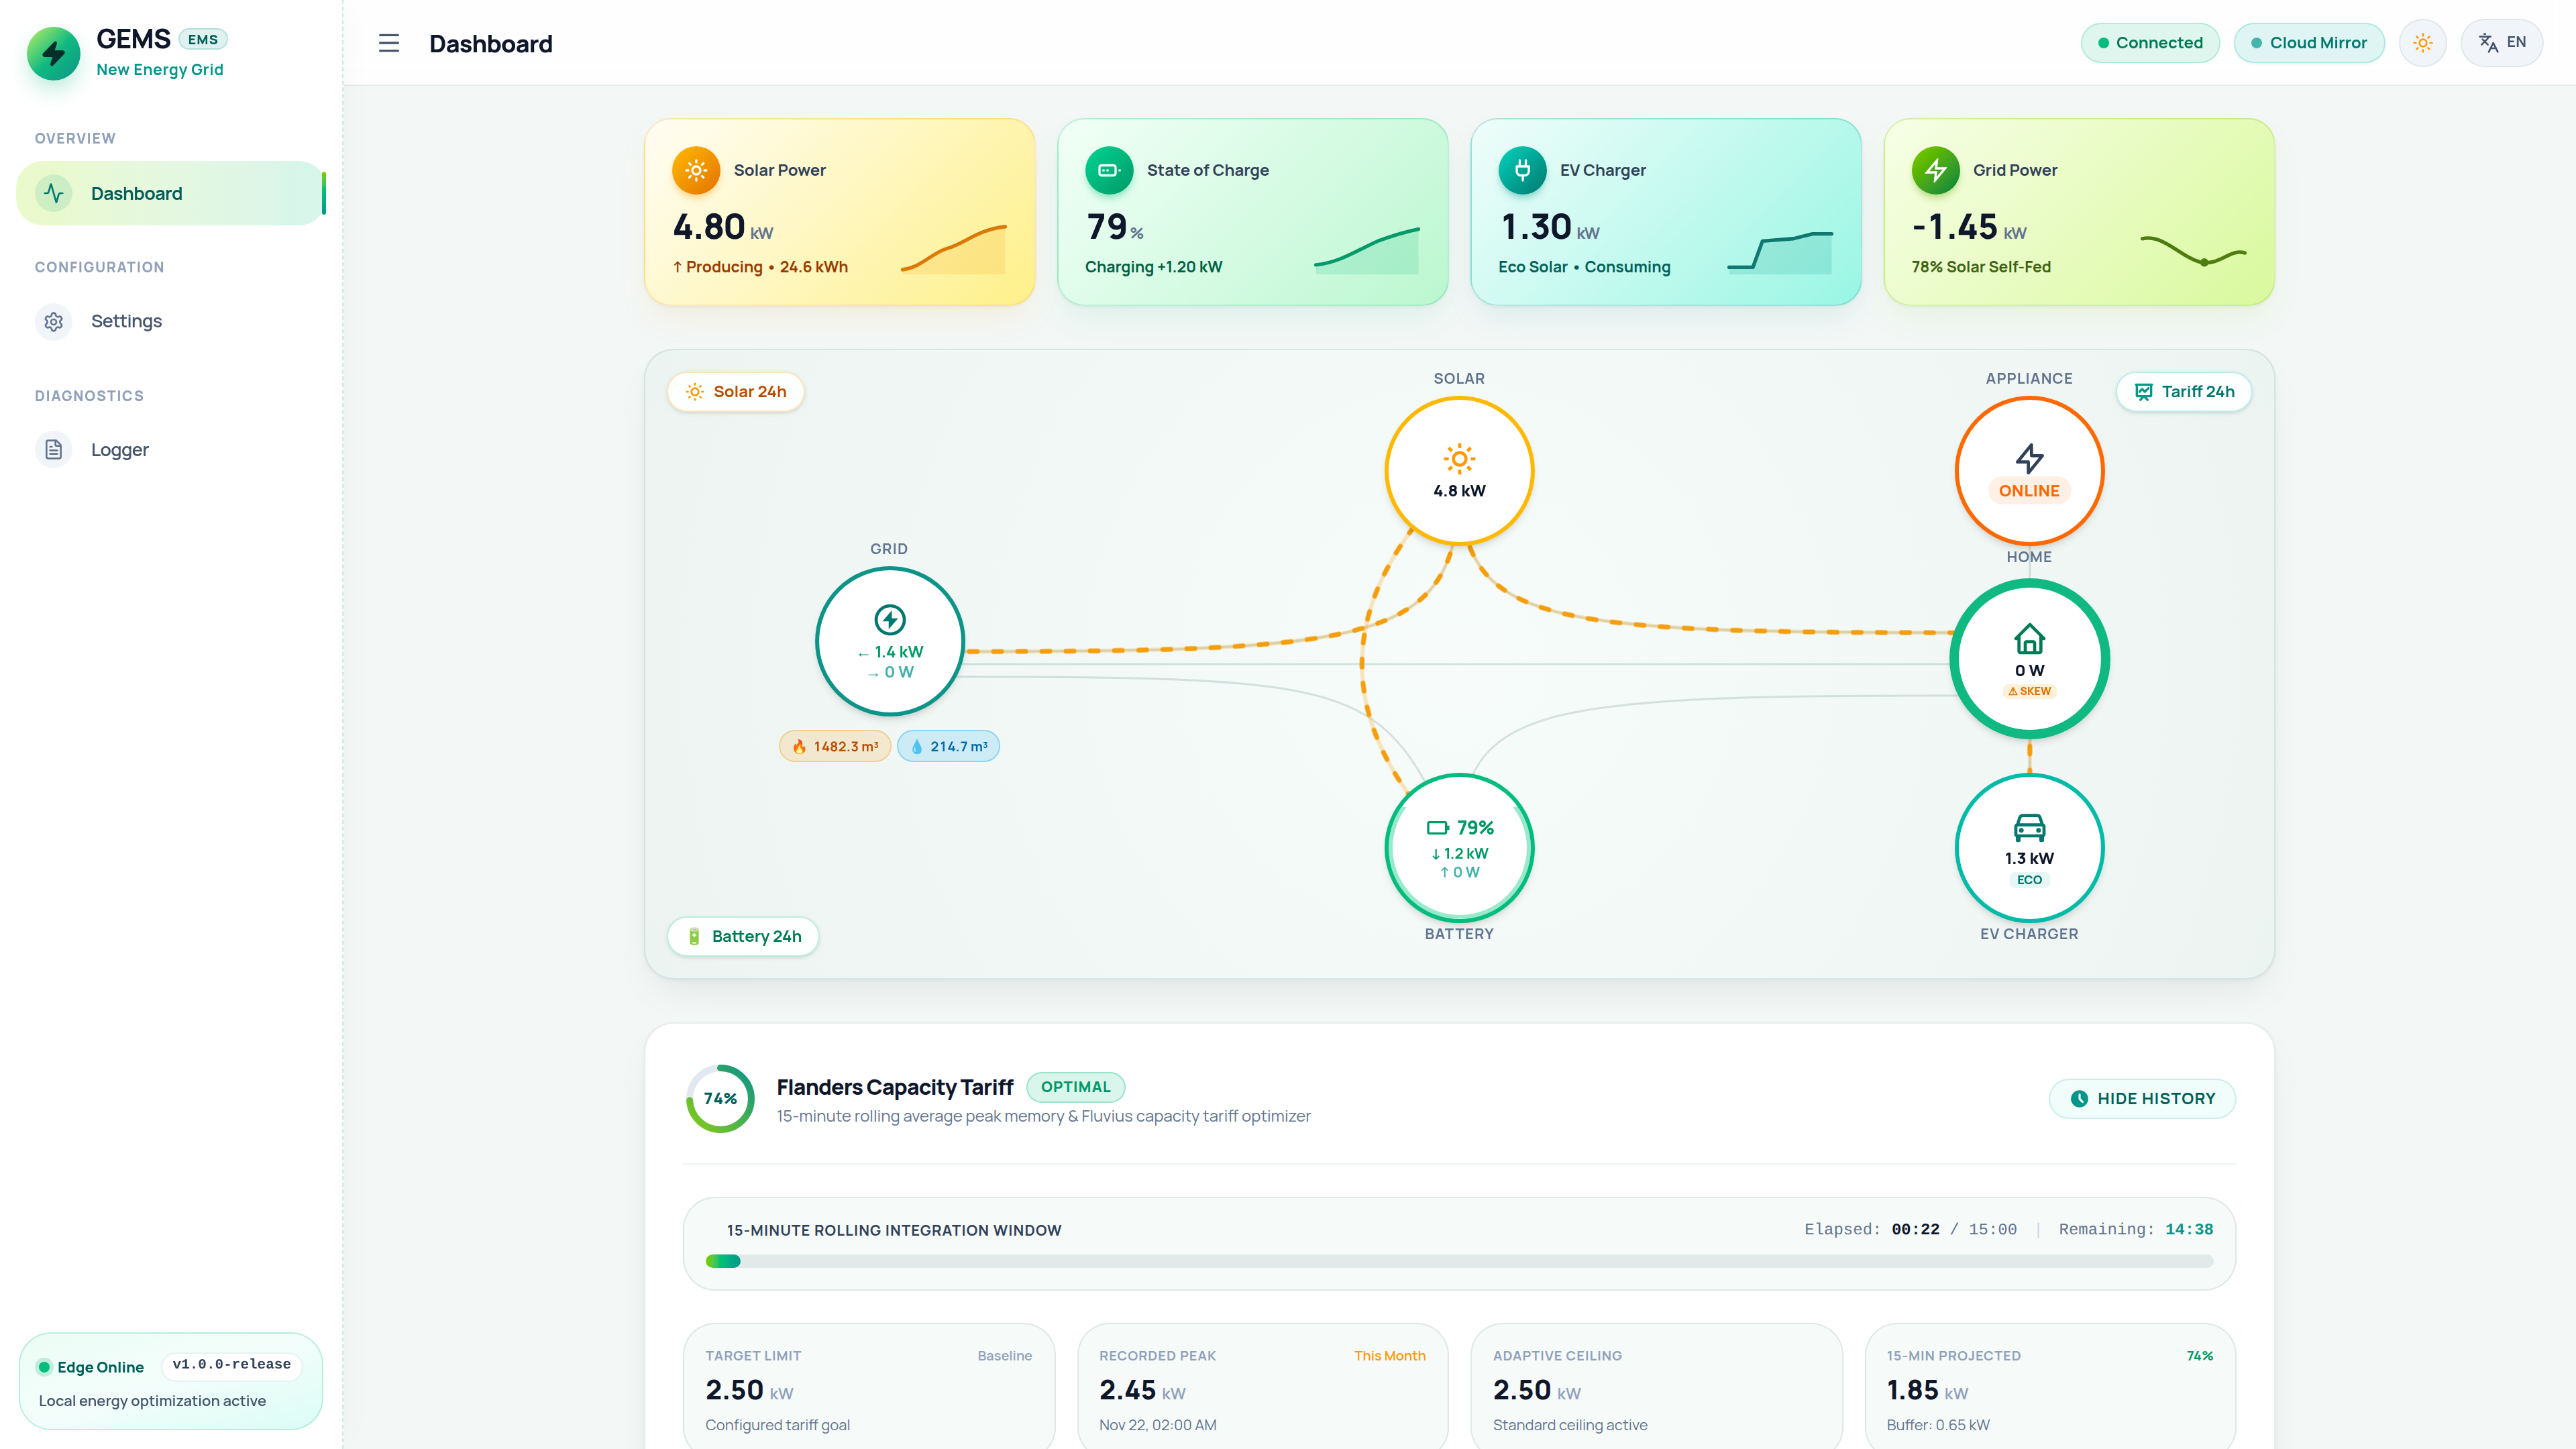 GEMS EMS
New Energy Grid
OVERVIEW
Dashboard
CONFIGURATION
Settings
DIAGNOSTICS
Logger
Edge Online v1.0.0-release
Local energy optimization active
Dashboard
Connected
Cloud Mirror
EN
Solar Power
4.80 kW
↑ Producing • 24.6 kWh
State of Charge
79 %
Charging +1.20 kW
EV Charger
1.30 kW
Eco Solar • Consuming
Grid Power
-1.45 kW
78% Solar Self-Fed
Solar 24h
SOLAR
4.8 kW
APPLIANCE
ONLINE
Tariff 24h
GRID
← 1.4 kW
→ 0 W
🔥 1482.3 m³
💧 214.7 m³
HOME
0 W
⚠ SKEW
79%
↓ 1.2 kW
↑ 0 W
BATTERY
1.3 kW
ECO
EV CHARGER
Battery 24h
74%
Flanders Capacity Tariff OPTIMAL
15-minute rolling average peak memory & Fluvius capacity tariff optimizer
HIDE HISTORY
15-MINUTE ROLLING INTEGRATION WINDOW
Elapsed: 00:22 / 15:00 | Remaining: 14:38
TARGET LIMIT Baseline
2.50 kW
Configured tariff goal
RECORDED PEAK This Month
2.45 kW
Nov 22, 02:00 AM
ADAPTIVE CEILING
2.50 kW
Standard ceiling active
15-MIN PROJECTED 74%
1.85 kW
Buffer: 0.65 kW